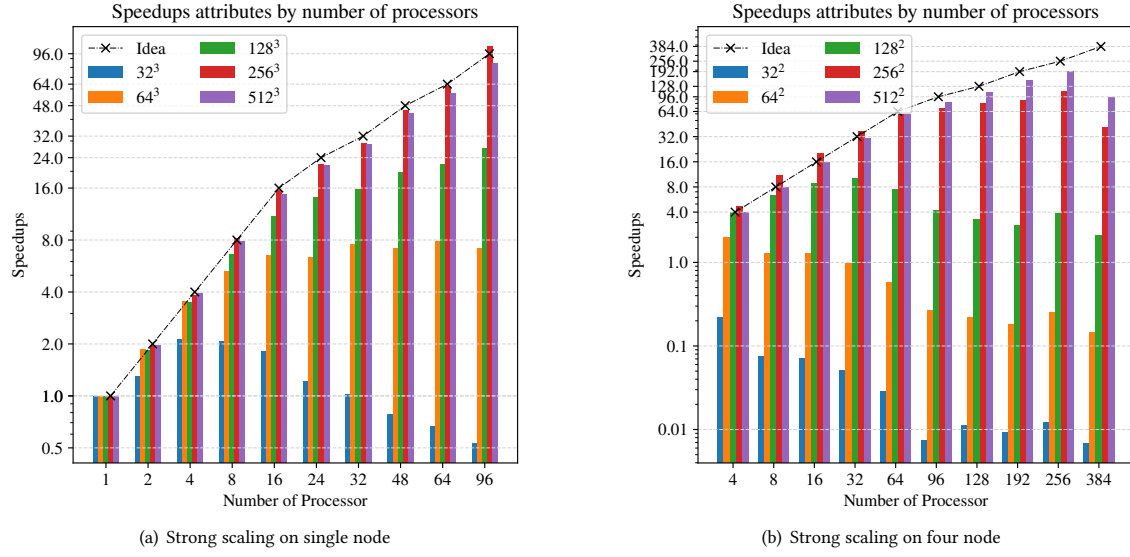 Speedups attributes by number of processors
Idea
32³
64³
128³
256³
512³
96.0
64.0
48.0
32.0
24.0
16.0
8.0
4.0
2.0
1.0
0.5
Speedups
1 2 4 8 16 24 32 48 64 96
Number of Processor
(a) Strong scaling on single node
Speedups attributes by number of processors
Idea
32²
64²
128²
256²
512²
384.0
256.0
192.0
128.0
96.0
64.0
32.0
16.0
8.0
4.0
1.0
0.1
0.01
Speedups
4 8 16 32 64 96 128 192 256 384
Number of Processor
(b) Strong scaling on four node